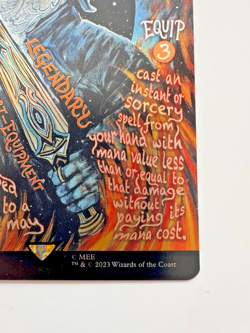 EQUIP
3
LEGENDARY
EQUIPMENT
cast an
instant or
sorcery
spell from
your hand with
mana value less
than or equal to
that damage
without
paying its
mana cost.
to a
may
© MEE
™ & © 2023 Wizards of the Coast